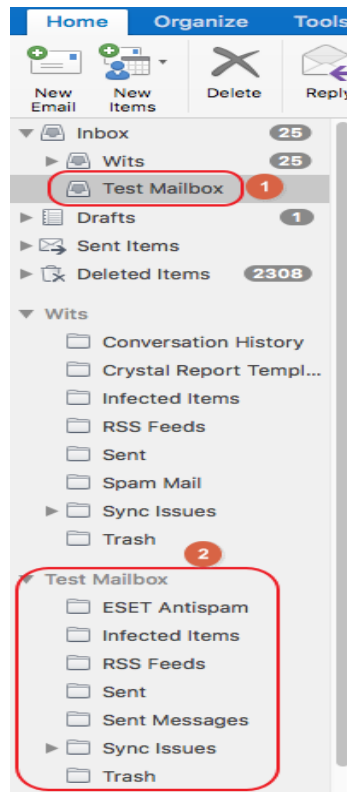 Home Organize Tools
New Email New Items Delete Reply
Inbox 25
Wits 25
Test Mailbox 1
Drafts 1
Sent Items
Deleted Items 2308
Wits
Conversation History
Crystal Report Templ...
Infected Items
RSS Feeds
Sent
Spam Mail
Sync Issues
Trash
2
Test Mailbox
ESET Antispam
Infected Items
RSS Feeds
Sent
Sent Messages
Sync Issues
Trash